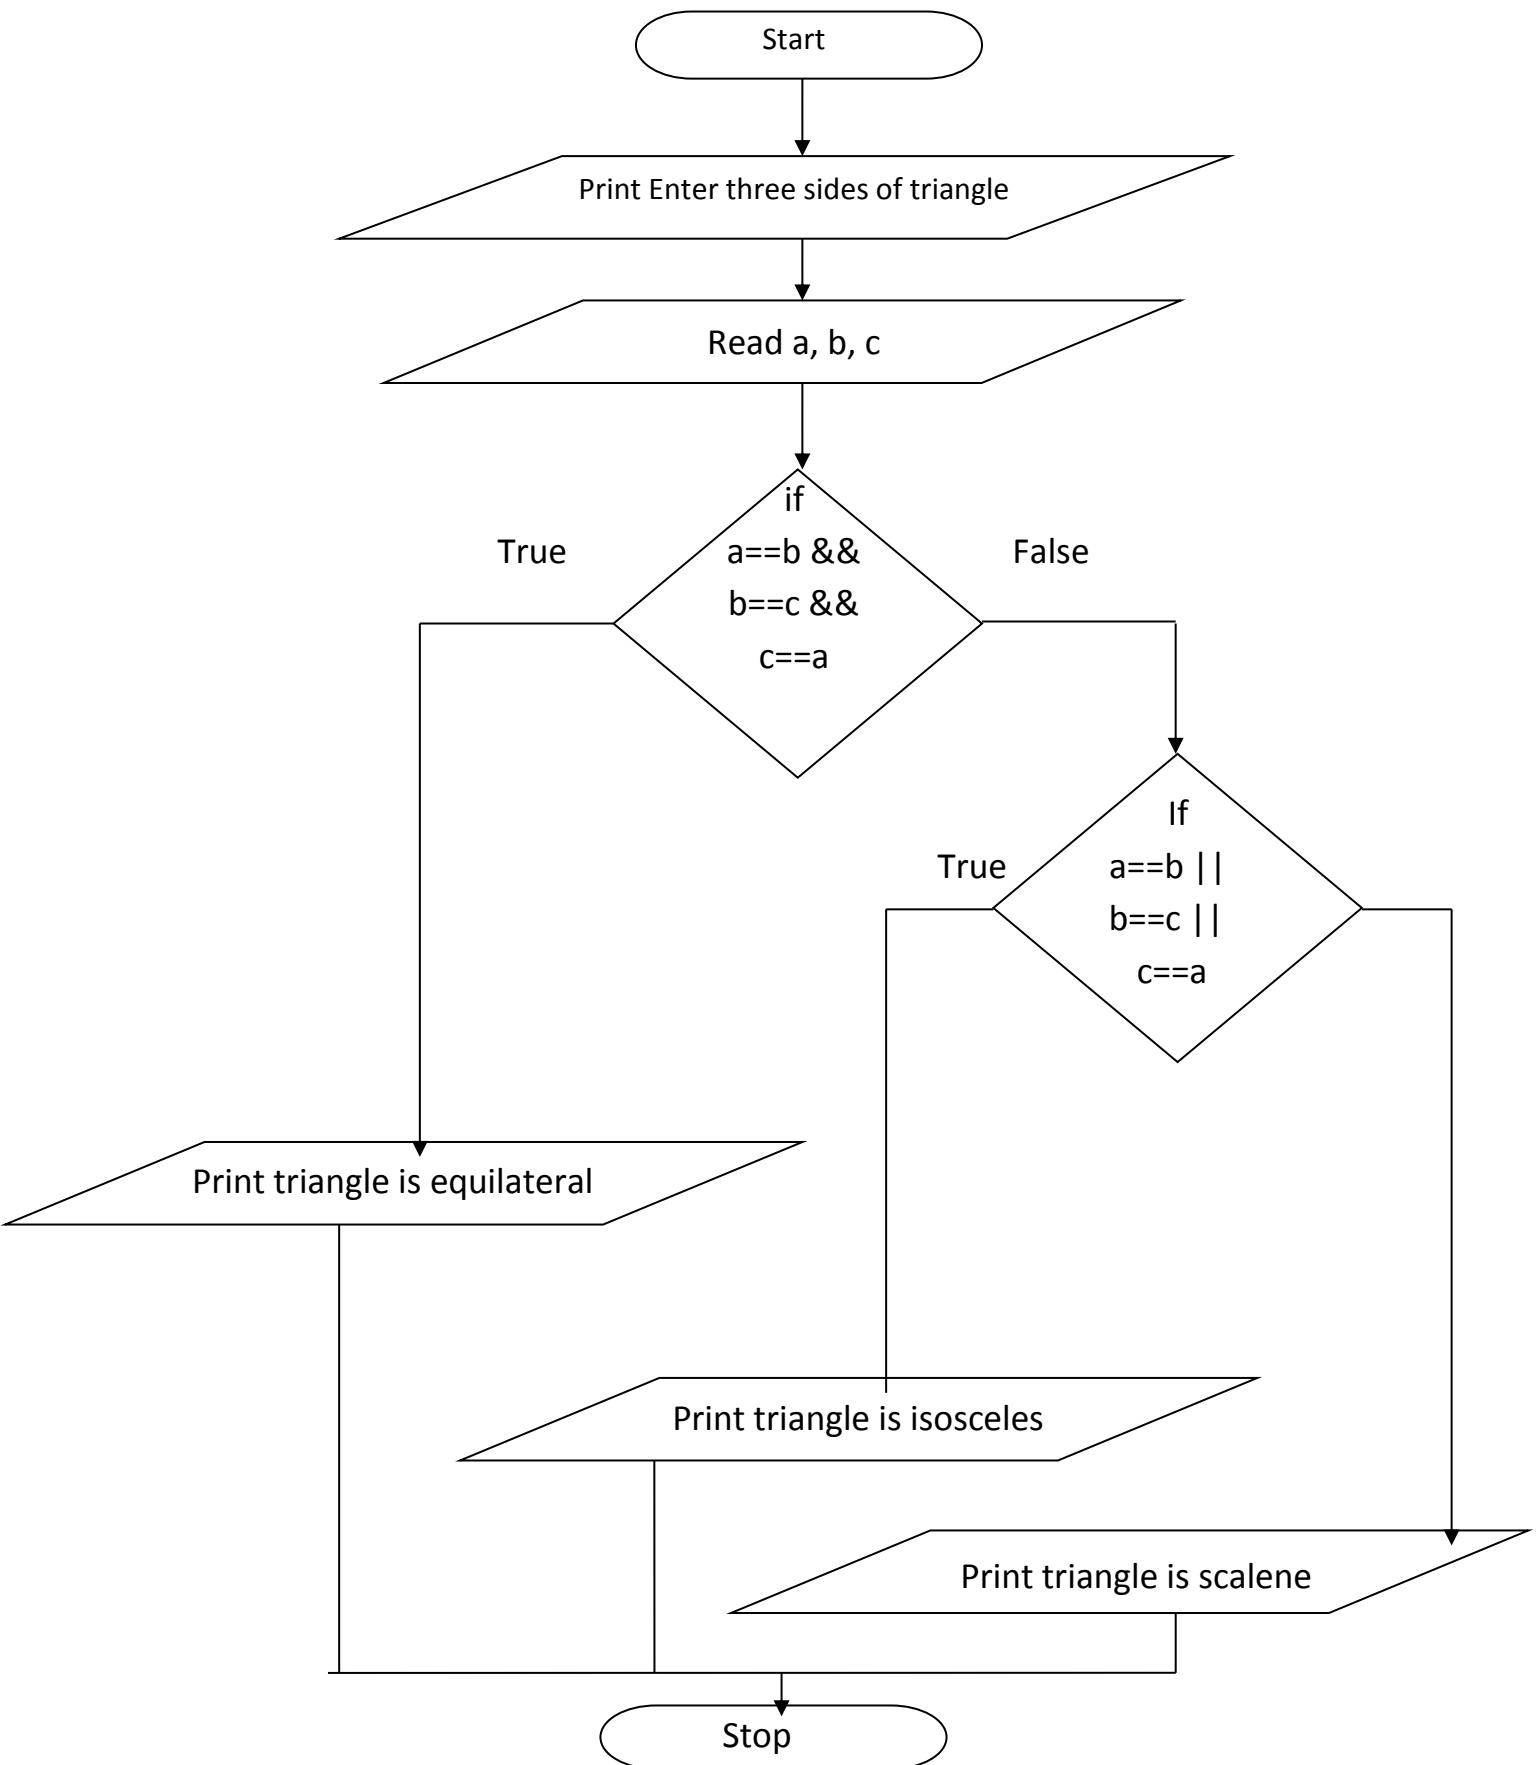 Start
Print Enter three sides of triangle
Read a, b, c
if
a==b &&
b==c &&
c==a
True
False
If
a==b ||
b==c ||
c==a
True
Print triangle is equilateral
Print triangle is isosceles
Print triangle is scalene
Stop